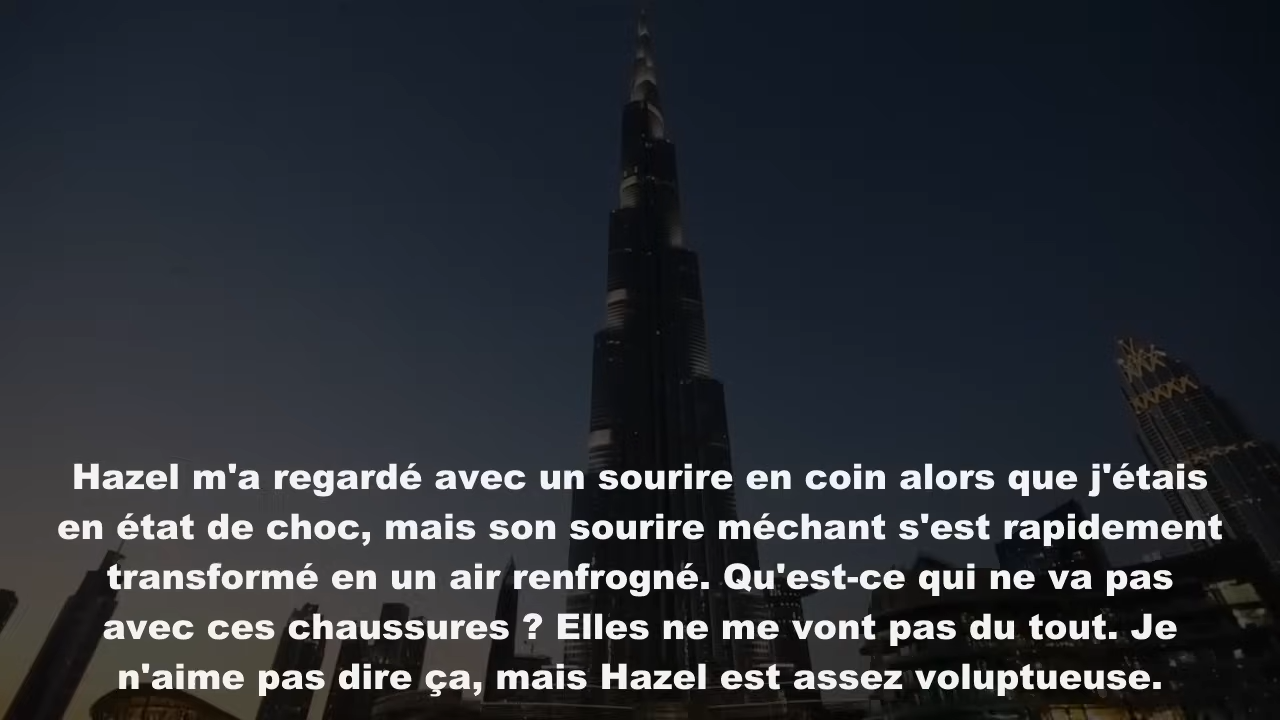 Hazel m'a regardé avec un sourire en coin alors que j'étais
en état de choc, mais son sourire méchant s'est rapidement
transformé en un air renfrogné. Qu'est-ce qui ne va pas
avec ces chaussures ? Elles ne me vont pas du tout. Je
n'aime pas dire ça, mais Hazel est assez voluptueuse.